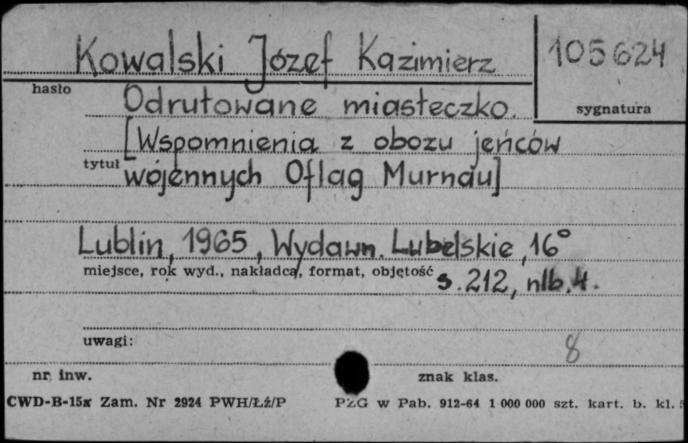 Kowalski Józef Kazimierz
105624
hasło
Odrutowane miasteczko.
sygnatura
[Wspomnienia z obozu jeńców
tytuł
wojennych Oflag Murnau]
Lublin, 1965, Wydawn. Lubelskie, 16°
miejsce, rok wyd., nakładca, format, objętość
s. 212, nlb. 4.
uwagi:
8
nr inw.
znak klas.
CWD-B-15x Zam. Nr 2924 PWH/Łż/P
PZG w Pab. 912-64 1 000 000 szt. kart. b. kl.